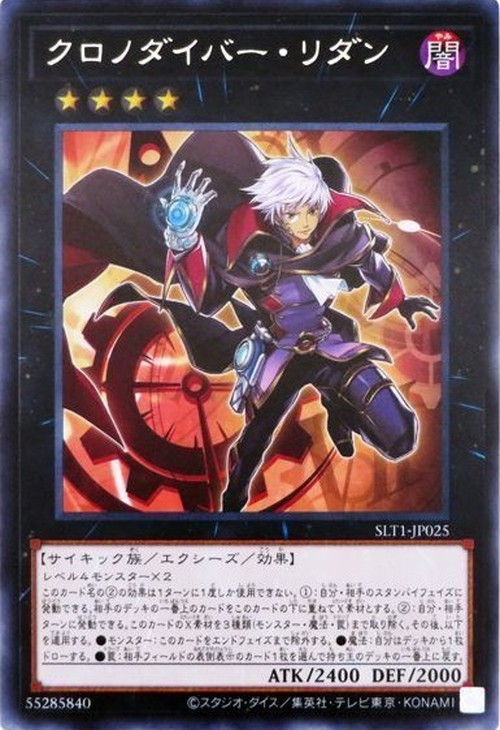 クロノダイバー・リダン
闇
SLT1-JP025
【サイキック族/エクシーズ/効果】
レベル4モンスター×2
このカード名の②の効果は1ターンに1度しか使用できない。①:自分・相手のスタンバイフェイズに
発動できる。相手のデッキの一番上のカードをこのカードの下に重ねてX素材とする。②:自分・相手
ターンに発動できる。このカードのX素材を3種類(モンスター・魔法・罠)まで取り除く。その後、以下
を適用する。●モンスター:このカードをエンドフェイズまで除外する。●魔法:自分はデッキから1枚
ドローする。●罠:相手フィールドの表側表示のカード1枚を選んで持ち主のデッキの一番上に戻す。
ATK/2400 DEF/2000
55285840 ©スタジオ・ダイス/集英社・テレビ東京・KONAMI